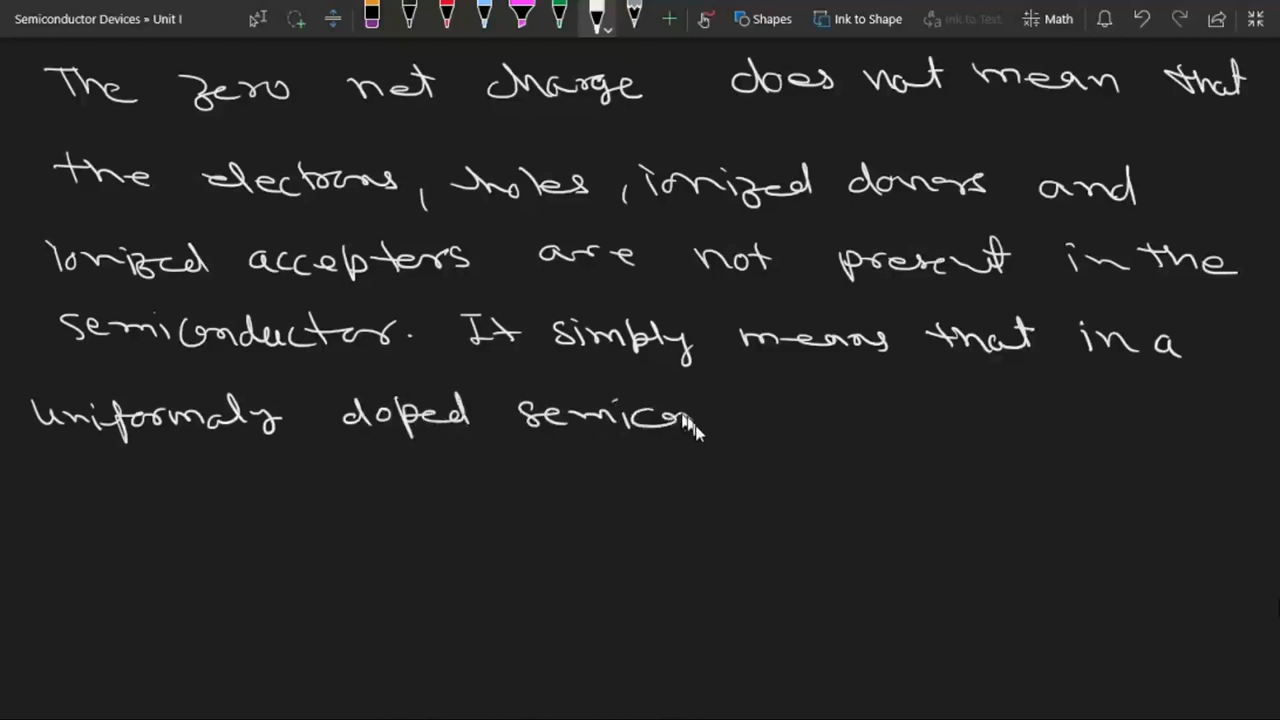 Semiconductor Devices » Unit I
Shapes
Ink to Shape
Ink to Text
Math
The zero net charge does not mean that
the electrons, holes, ionized donors and
Ionized accepters are not present in the
semiconductor. It simply means that in a
uniformaly doped semico